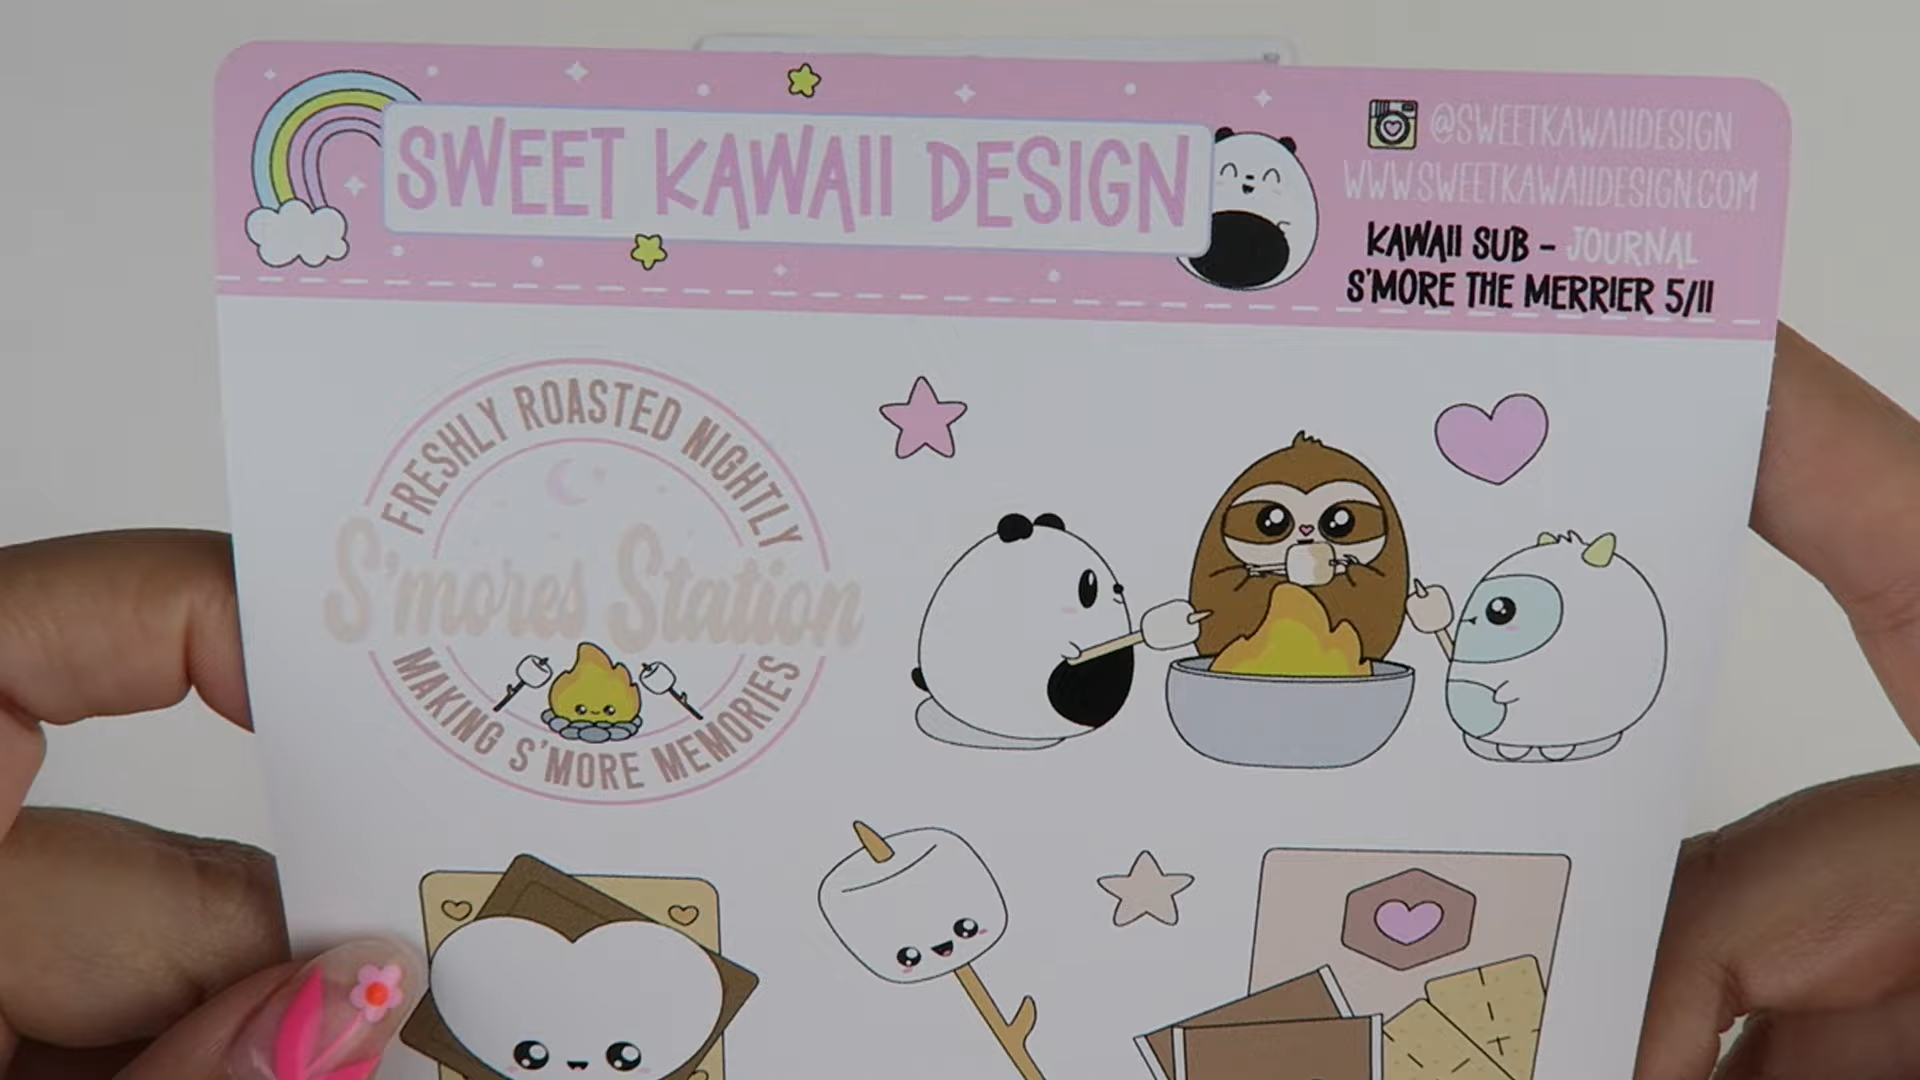 SWEET KAWAII DESIGN
@SWEETKAWAIIDESIGN
WWW.SWEETKAWAIIDESIGN.COM
KAWAII SUB - JOURNAL
S'MORE THE MERRIER 5/11
FRESHLY ROASTED NIGHTLY
S'mores Station
MAKING S'MORE MEMORIES